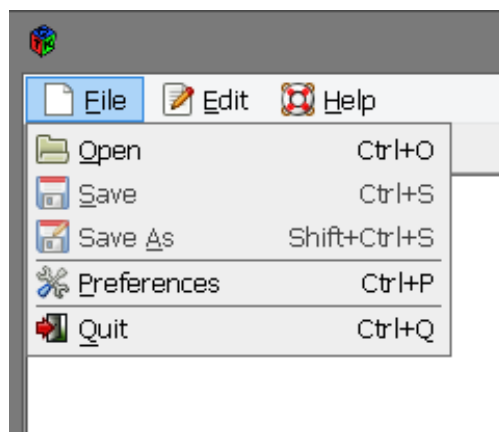 File Edit Help
Open Ctrl+O
Save Ctrl+S
Save As Shift+Ctrl+S
Preferences Ctrl+P
Quit Ctrl+Q